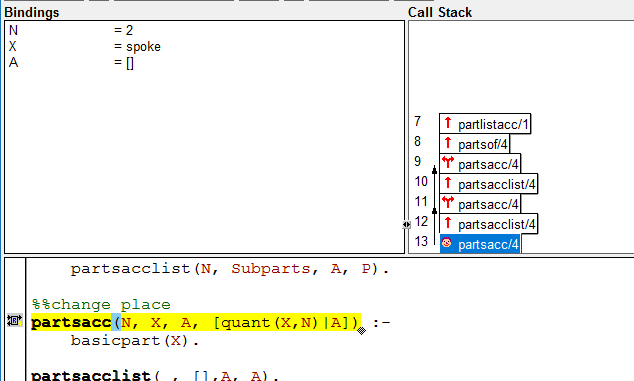 Bindings
N = 2
X = spoke
A = []
Call Stack
7 partlistacc/1
8 partsof/4
9 partsacc/4
10 partsacclist/4
11 partsacc/4
12 partsacclist/4
13 partsacc/4
partsacclist(N, Subparts, A, P).
%%change place
partsacc(N, X, A, [quant(X,N)|A]) :-
basicpart(X).
partsacclist(_, [],A, A).